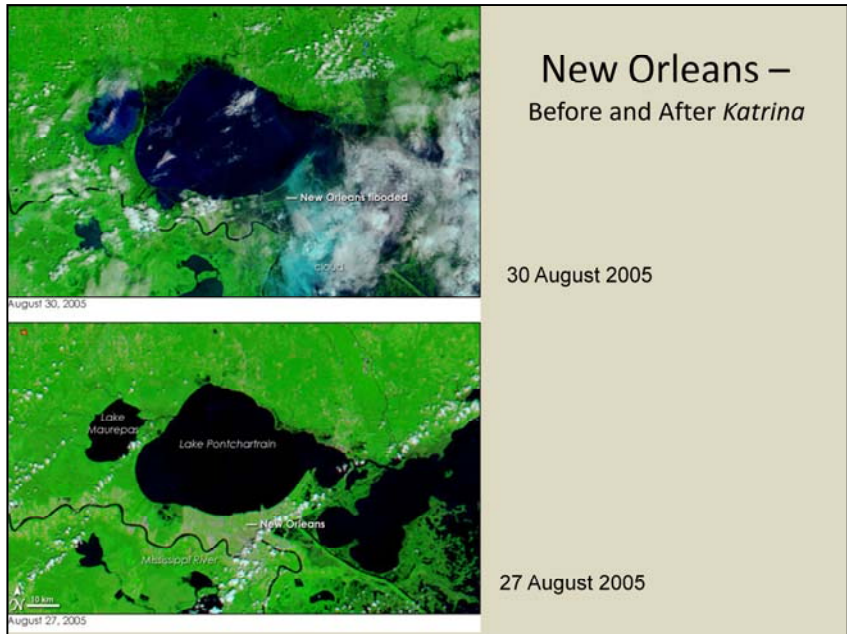 New Orleans –
Before and After Katrina
New Orleans flooded
cloud
30 August 2005
August 30, 2005
Lake
Maurepas
Lake Pontchartrain
New Orleans
Mississippi River
N
10 km
27 August 2005
August 27, 2005